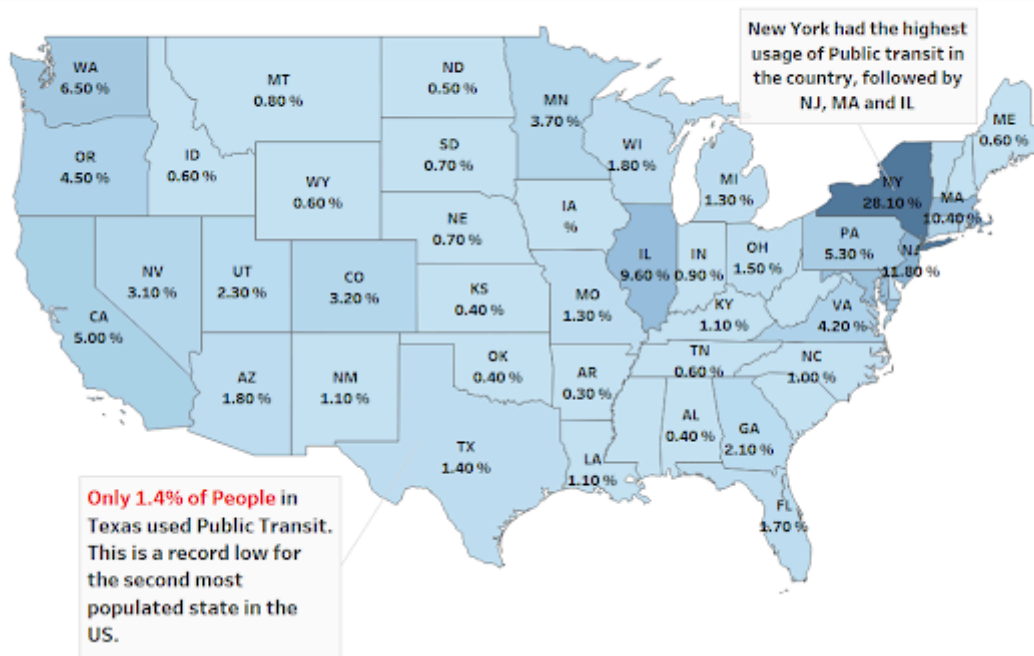 New York had the highest
usage of Public transit in
the country, followed by
NJ, MA and IL
WA
6.50 %
MT
0.80 %
ND
0.50 %
MN
3.70 %
ME
0.60 %
OR
4.50 %
ID
0.60 %
WY
0.60 %
SD
0.70 %
WI
1.80 %
MI
1.30 %
NY
28.10 %
MA
10.40 %
NE
0.70 %
IA
%
IL
9.60 %
IN
0.90 %
OH
1.50 %
PA
5.30 %
NJ
11.80 %
NV
3.10 %
UT
2.30 %
CO
3.20 %
KS
0.40 %
MO
1.30 %
KY
1.10 %
VA
4.20 %
CA
5.00 %
AZ
1.80 %
NM
1.10 %
OK
0.40 %
AR
0.30 %
TN
0.60 %
NC
1.00 %
TX
1.40 %
LA
1.10 %
AL
0.40 %
GA
2.10 %
FL
1.70 %
Only 1.4% of People in
Texas used Public Transit.
This is a record low for
the second most
populated state in the
US.